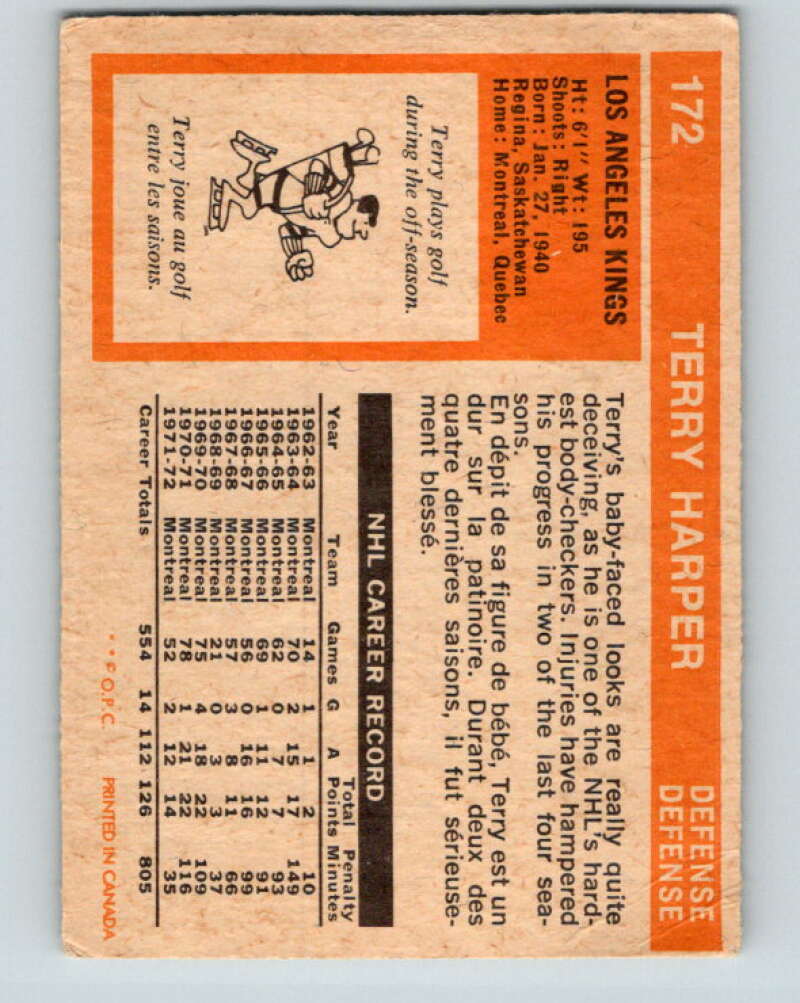 172 TERRY HARPER DEFENSE
DEFENSE
LOS ANGELES KINGS
Ht: 6'1" Wt: 195
Shoots: Right
Born: Jan. 27, 1940
Regina, Saskatchewan
Home: Montreal, Quebec
Terry plays golf
during the off-season.
Terry joue au golf
entre les saisons.
Terry's baby-faced looks are really quite
deceiving, as he is one of the NHL's hard-
est body-checkers. Injuries have hampered
his progress in two of the last four sea-
sons.
En dépit de sa figure de bébé, Terry est un
dur sur la patinoire. Durant deux des
quatre dernières saisons, il fut sérieuse-
ment blessé.
NHL CAREER RECORD
Total Penalty
Year Team Games G A Points Minutes
1962-63 Montreal 14 1 1 2 10
1963-64 Montreal 70 2 15 17 149
1964-65 Montreal 62 0 7 7 93
1965-66 Montreal 69 1 11 12 91
1966-67 Montreal 56 0 16 16 99
1967-68 Montreal 57 3 8 11 66
1968-69 Montreal 21 0 3 3 37
1969-70 Montreal 75 4 18 22 109
1970-71 Montreal 78 1 21 22 116
1971-72 Montreal 52 2 12 14 35
Career Totals 554 14 112 126 805
* * © O.P.C. PRINTED IN CANADA